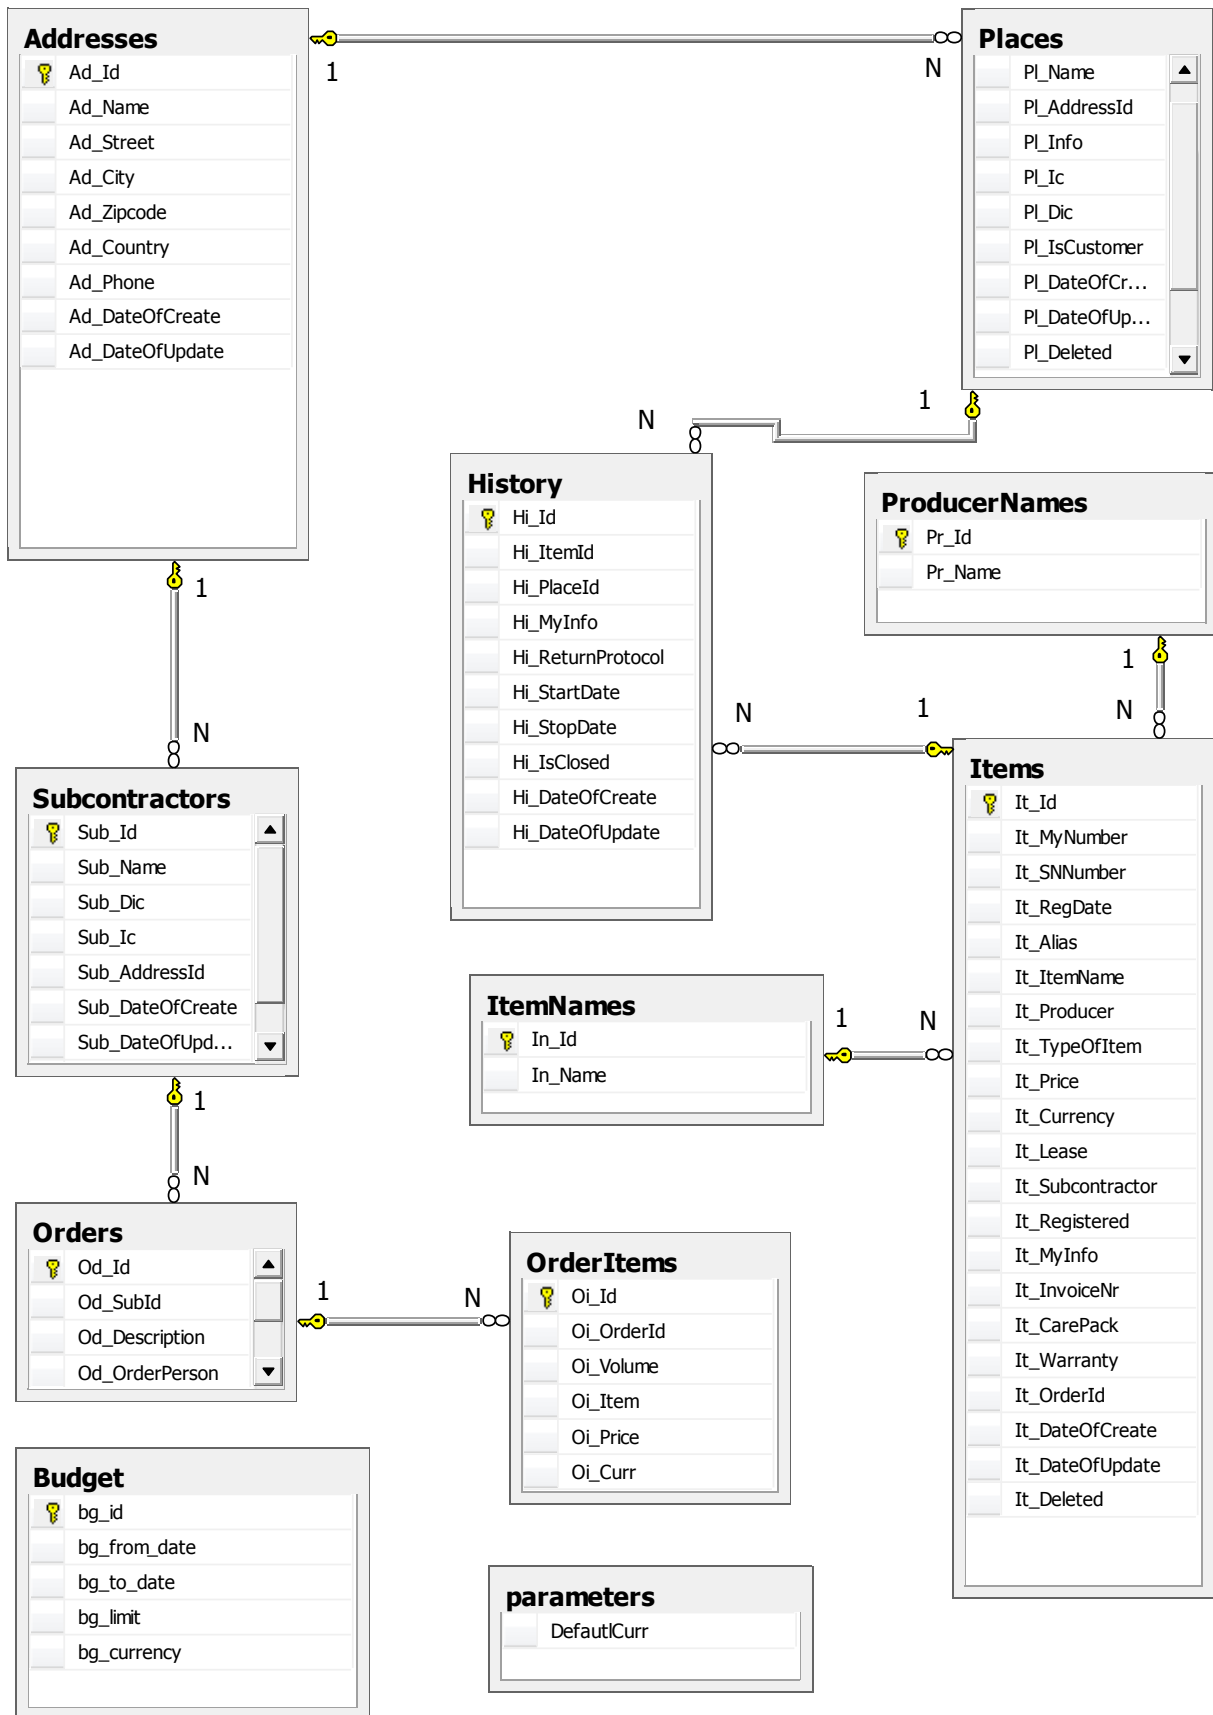 Addresses
Ad_Id
Ad_Name
Ad_Street
Ad_City
Ad_Zipcode
Ad_Country
Ad_Phone
Ad_DateOfCreate
Ad_DateOfUpdate
1
N
Places
Pl_Name
Pl_AddressId
Pl_Info
Pl_Ic
Pl_Dic
Pl_IsCustomer
Pl_DateOfCr...
Pl_DateOfUp...
Pl_Deleted
N
1
History
Hi_Id
Hi_ItemId
Hi_PlaceId
Hi_MyInfo
Hi_ReturnProtocol
Hi_StartDate
Hi_StopDate
Hi_IsClosed
Hi_DateOfCreate
Hi_DateOfUpdate
ProducerNames
Pr_Id
Pr_Name
1
N
N
1
1
N
Subcontractors
Sub_Id
Sub_Name
Sub_Dic
Sub_Ic
Sub_AddressId
Sub_DateOfCreate
Sub_DateOfUpd...
Items
It_Id
It_MyNumber
It_SNNumber
It_RegDate
It_Alias
It_ItemName
It_Producer
It_TypeOfItem
It_Price
It_Currency
It_Lease
It_Subcontractor
It_Registered
It_MyInfo
It_InvoiceNr
It_CarePack
It_Warranty
It_OrderId
It_DateOfCreate
It_DateOfUpdate
It_Deleted
ItemNames
In_Id
In_Name
1
N
1
N
Orders
Od_Id
Od_SubId
Od_Description
Od_OrderPerson
1
N
OrderItems
Oi_Id
Oi_OrderId
Oi_Volume
Oi_Item
Oi_Price
Oi_Curr
Budget
bg_id
bg_from_date
bg_to_date
bg_limit
bg_currency
parameters
DefautlCurr